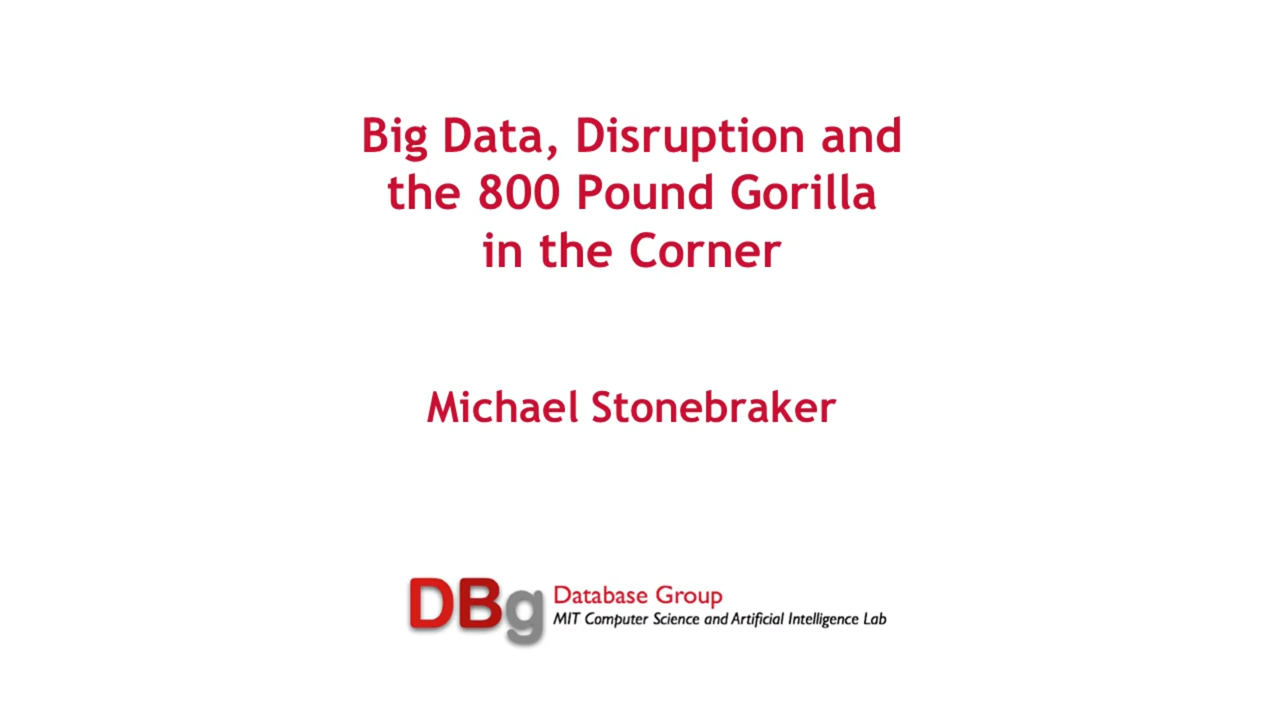 Big Data, Disruption and
the 800 Pound Gorilla
in the Corner
Michael Stonebraker
DBg
Database Group
MIT Computer Science and Artificial Intelligence Lab